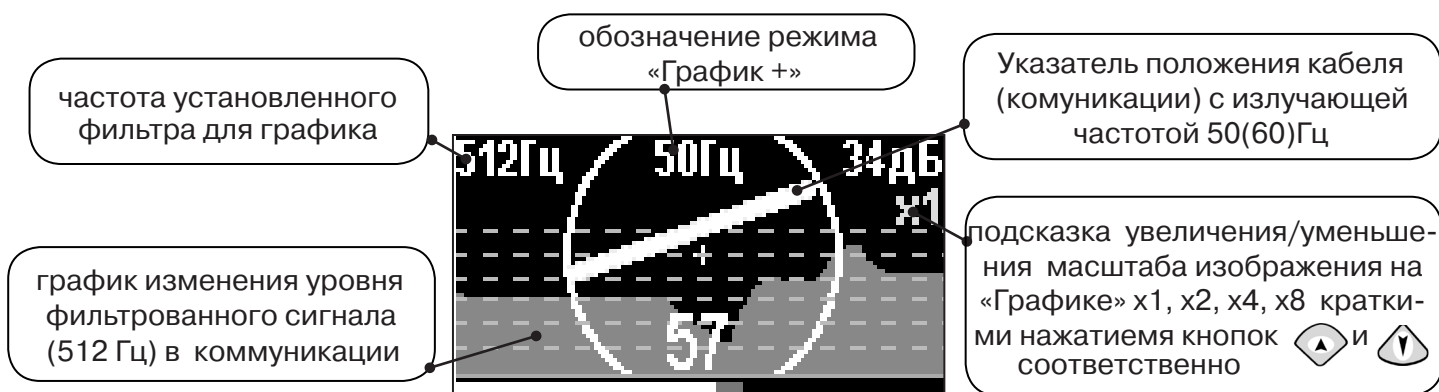 обозначение режима
«График +»
Указатель положения кабеля
(комуникации) с излучающей
частотой 50(60)Гц
частота установленного
фильтра для графика
512Гц
50Гц
34дБ
x1
подсказка увеличения/уменьше-
ния масштаба изображения на
«Графике» х1, х2, х4, х8 кратки-
ми нажатиемя кнопок и
соответственно
график изменения уровня
фильтрованного сигнала
(512 Гц) в коммуникации
57